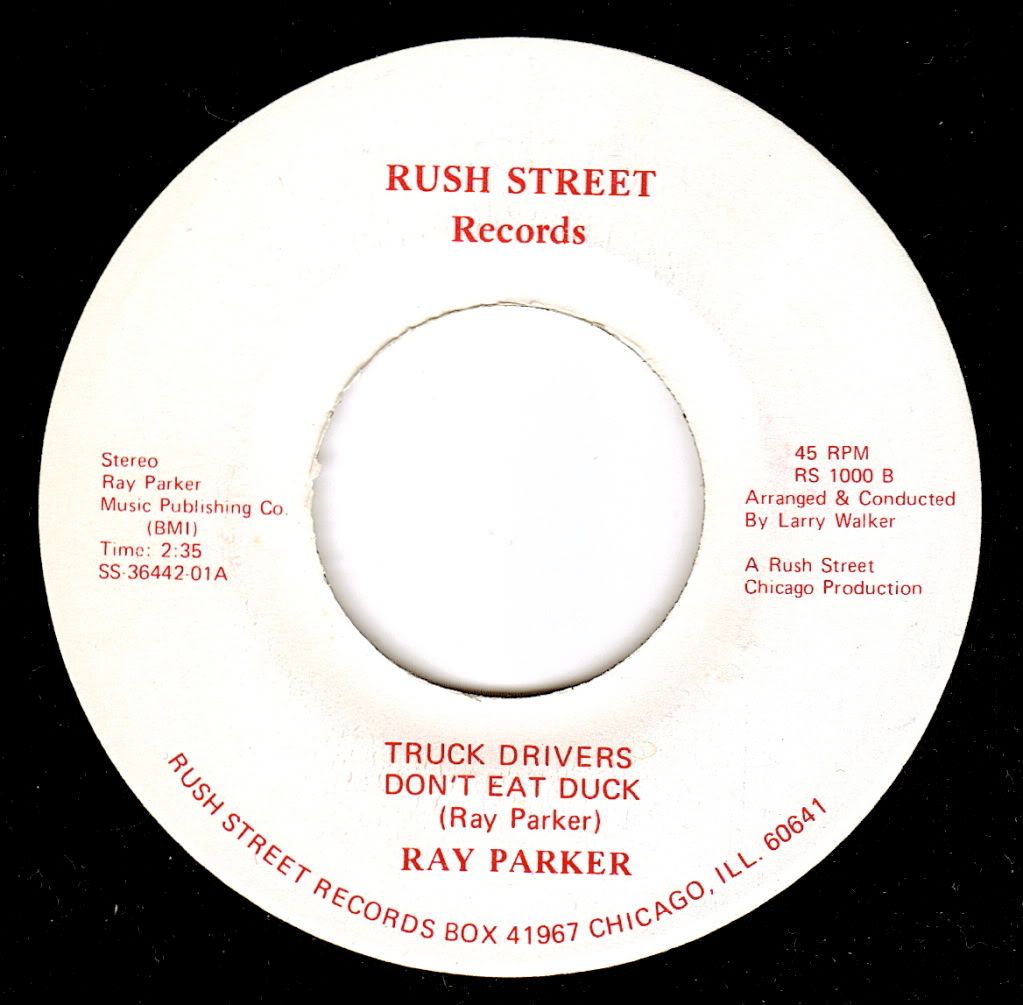 RUSH STREET
Records
Stereo
Ray Parker
Music Publishing Co.
(BMI)
Time: 2:35
SS-36442-01A
45 RPM
RS 1000 B
Arranged & Conducted
By Larry Walker
A Rush Street
Chicago Production
TRUCK DRIVERS
DON'T EAT DUCK
(Ray Parker)
RAY PARKER
RUSH STREET RECORDS BOX 41967 CHICAGO, ILL. 60641